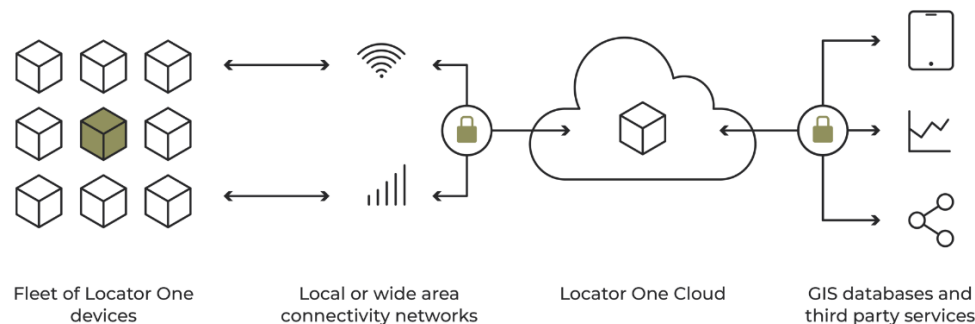 Fleet of Locator One
devices
Local or wide area
connectivity networks
Locator One Cloud
GIS databases and
third party services